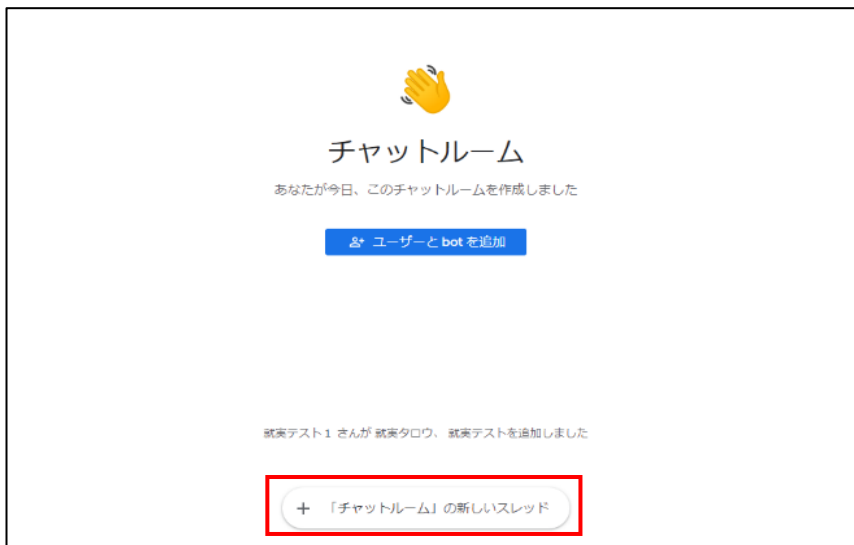 チャットルーム
あなたが今日、このチャットルームを作成しました
ユーザーと bot を追加
就実テスト1 さんが 就実タロウ、 就実テストを追加しました
+ 「チャットルーム」の新しいスレッド